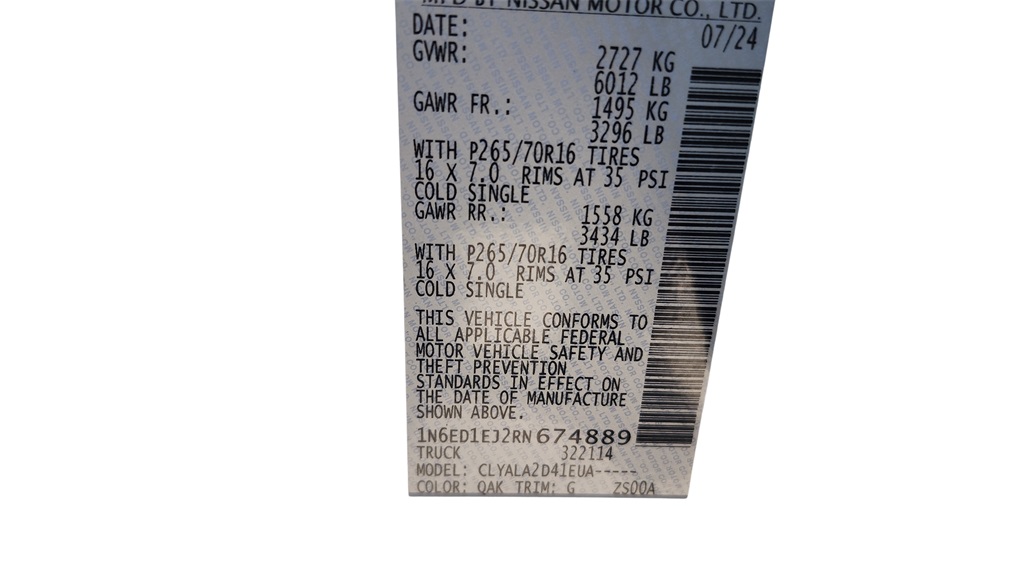 MFD BY NISSAN MOTOR CO., LTD.
DATE: 07/24
GVWR: 2727 KG
6012 LB
GAWR FR.: 1495 KG
3296 LB
WITH P265/70R16 TIRES
16 X 7.0 RIMS AT 35 PSI
COLD SINGLE
GAWR RR.: 1558 KG
3434 LB
WITH P265/70R16 TIRES
16 X 7.0 RIMS AT 35 PSI
COLD SINGLE
THIS VEHICLE CONFORMS TO
ALL APPLICABLE FEDERAL
MOTOR VEHICLE SAFETY AND
THEFT PREVENTION
STANDARDS IN EFFECT ON
THE DATE OF MANUFACTURE
SHOWN ABOVE.
1N6ED1EJ2RN674889
TRUCK 322114
MODEL: CLYALA2D41EUA-----
COLOR: QAK TRIM: G ZS00A